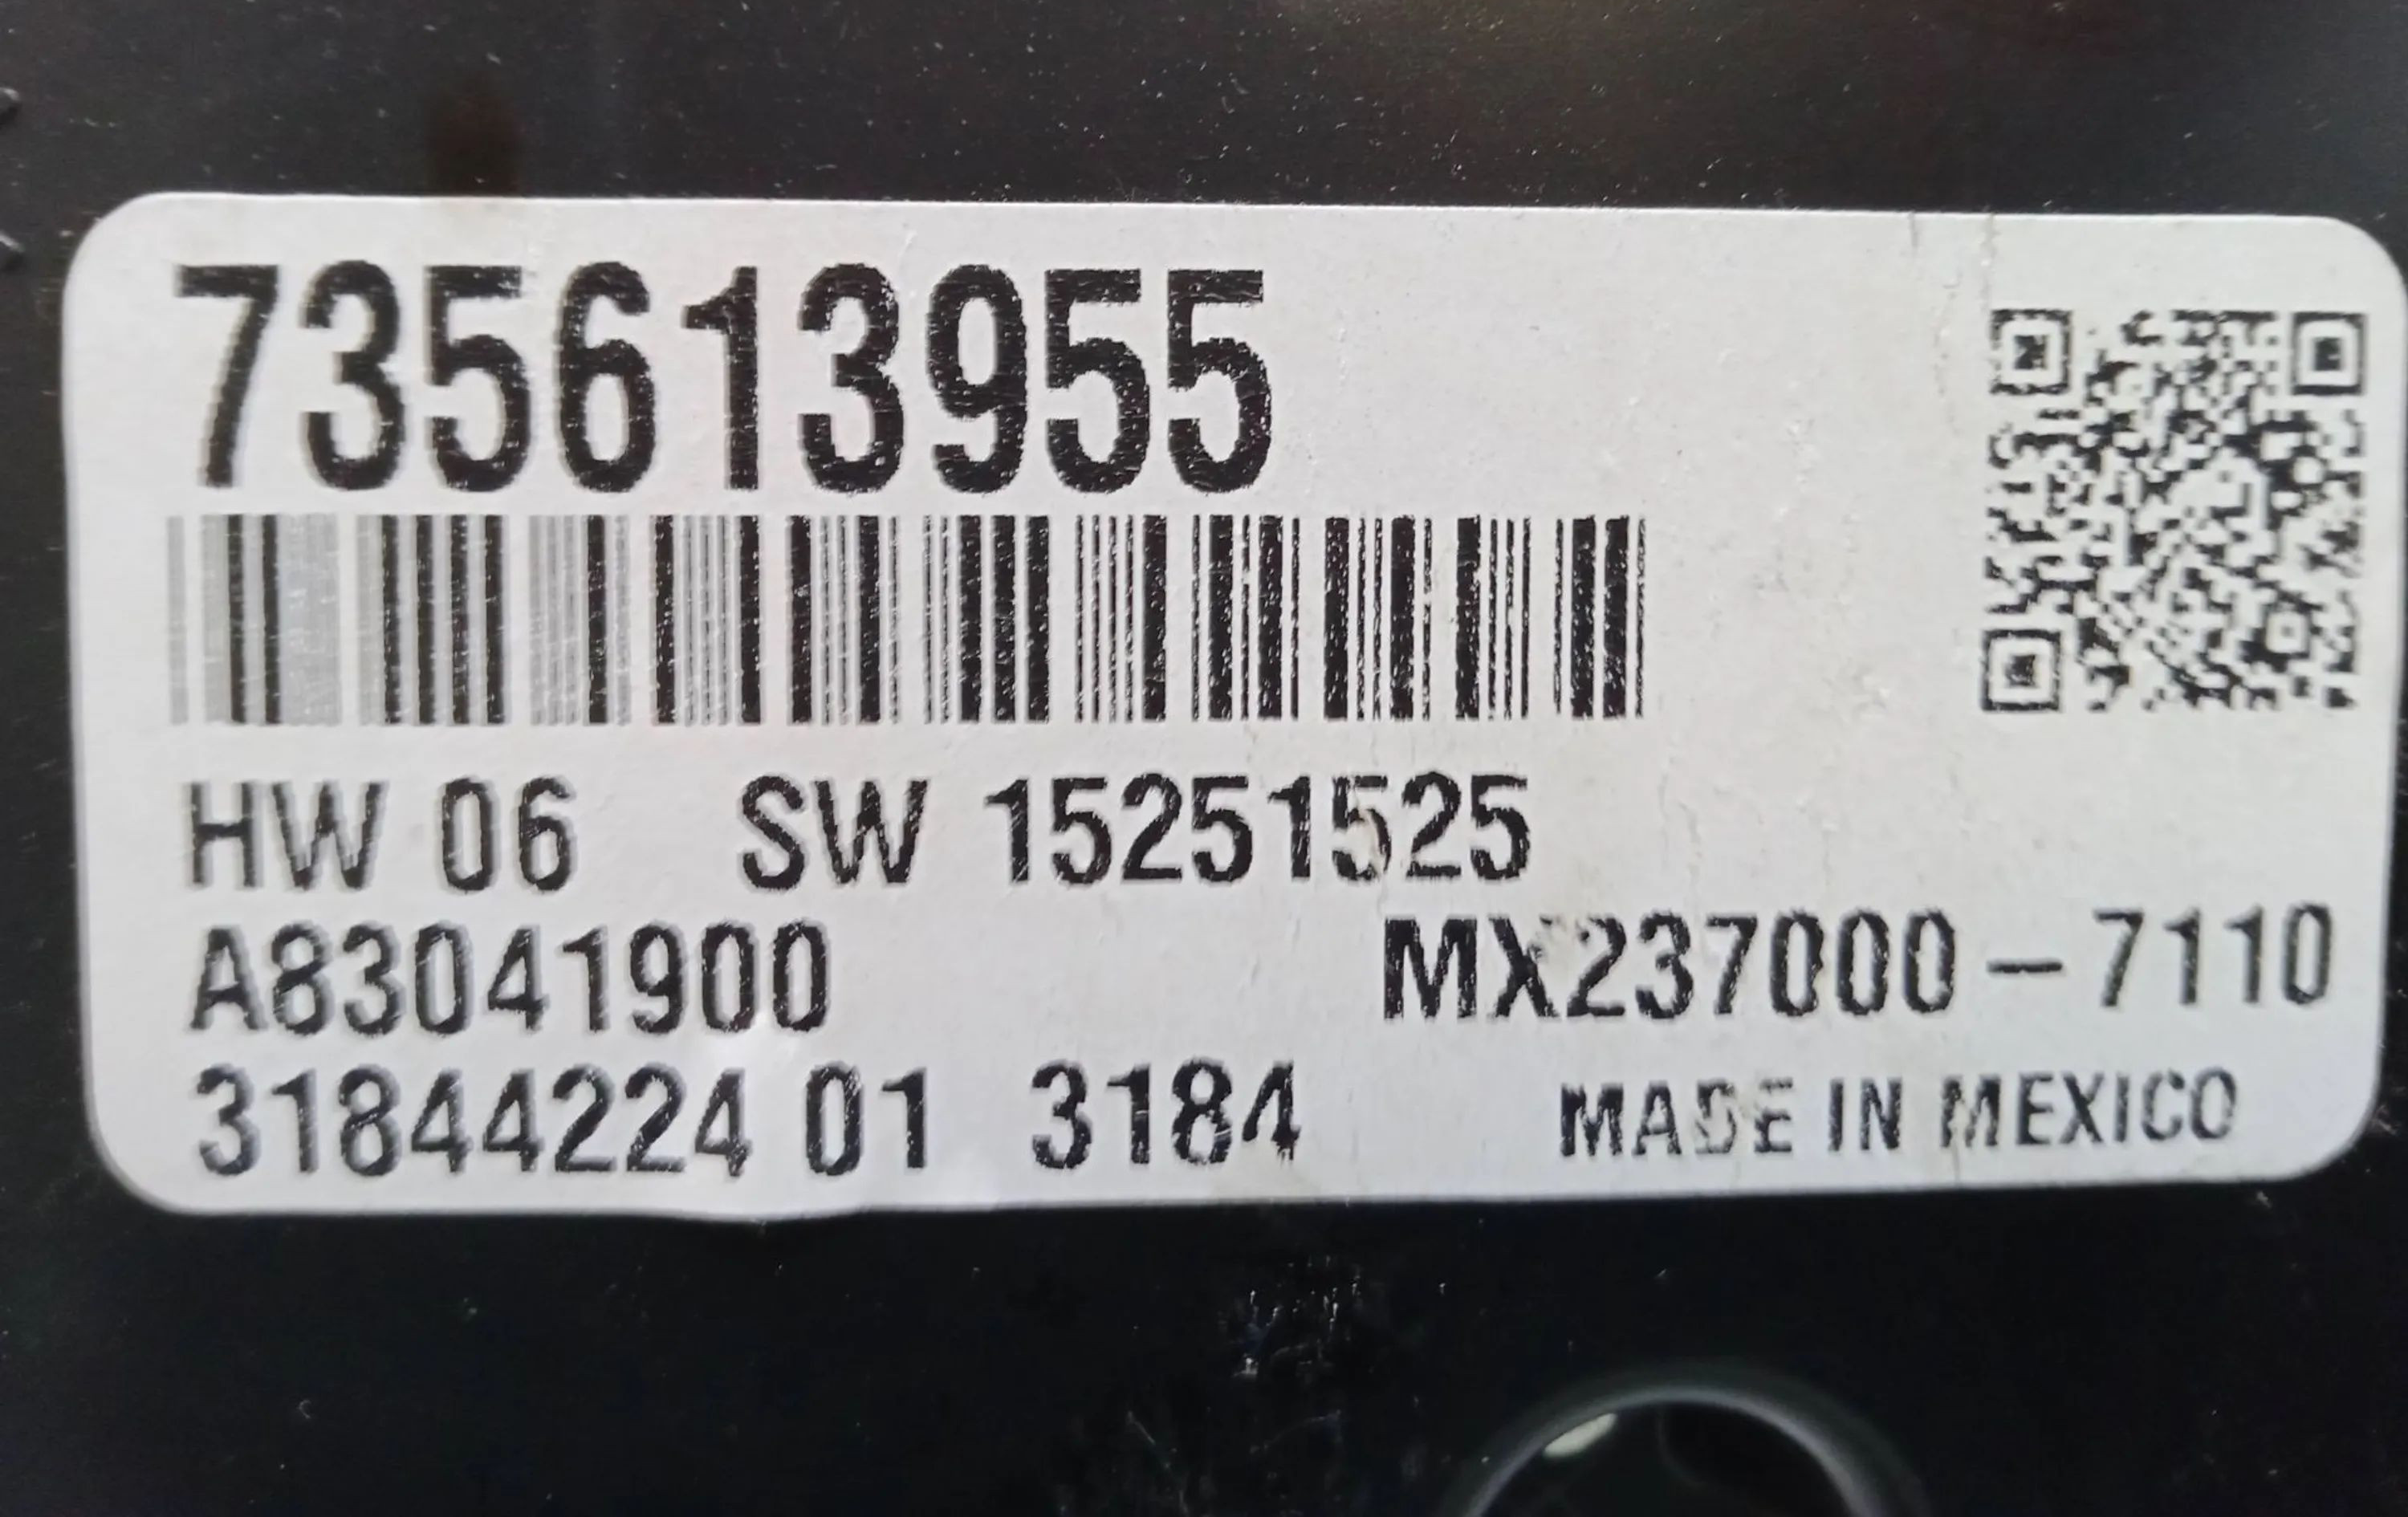 735613955
HW 06 SW 15251525
A83041900 MX237000-7110
31844224 01 3184 MADE IN MEXICO